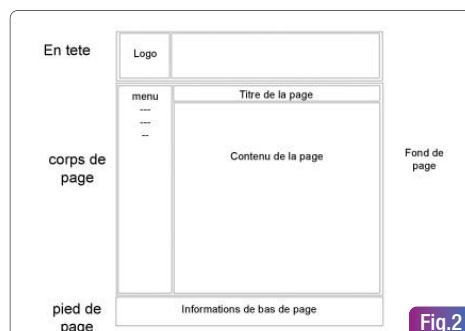 En tete
Logo
menu
---
---
--
Titre de la page
corps de
page
Contenu de la page
Fond de
page
pied de
page
Informations de bas de page
Fig.2